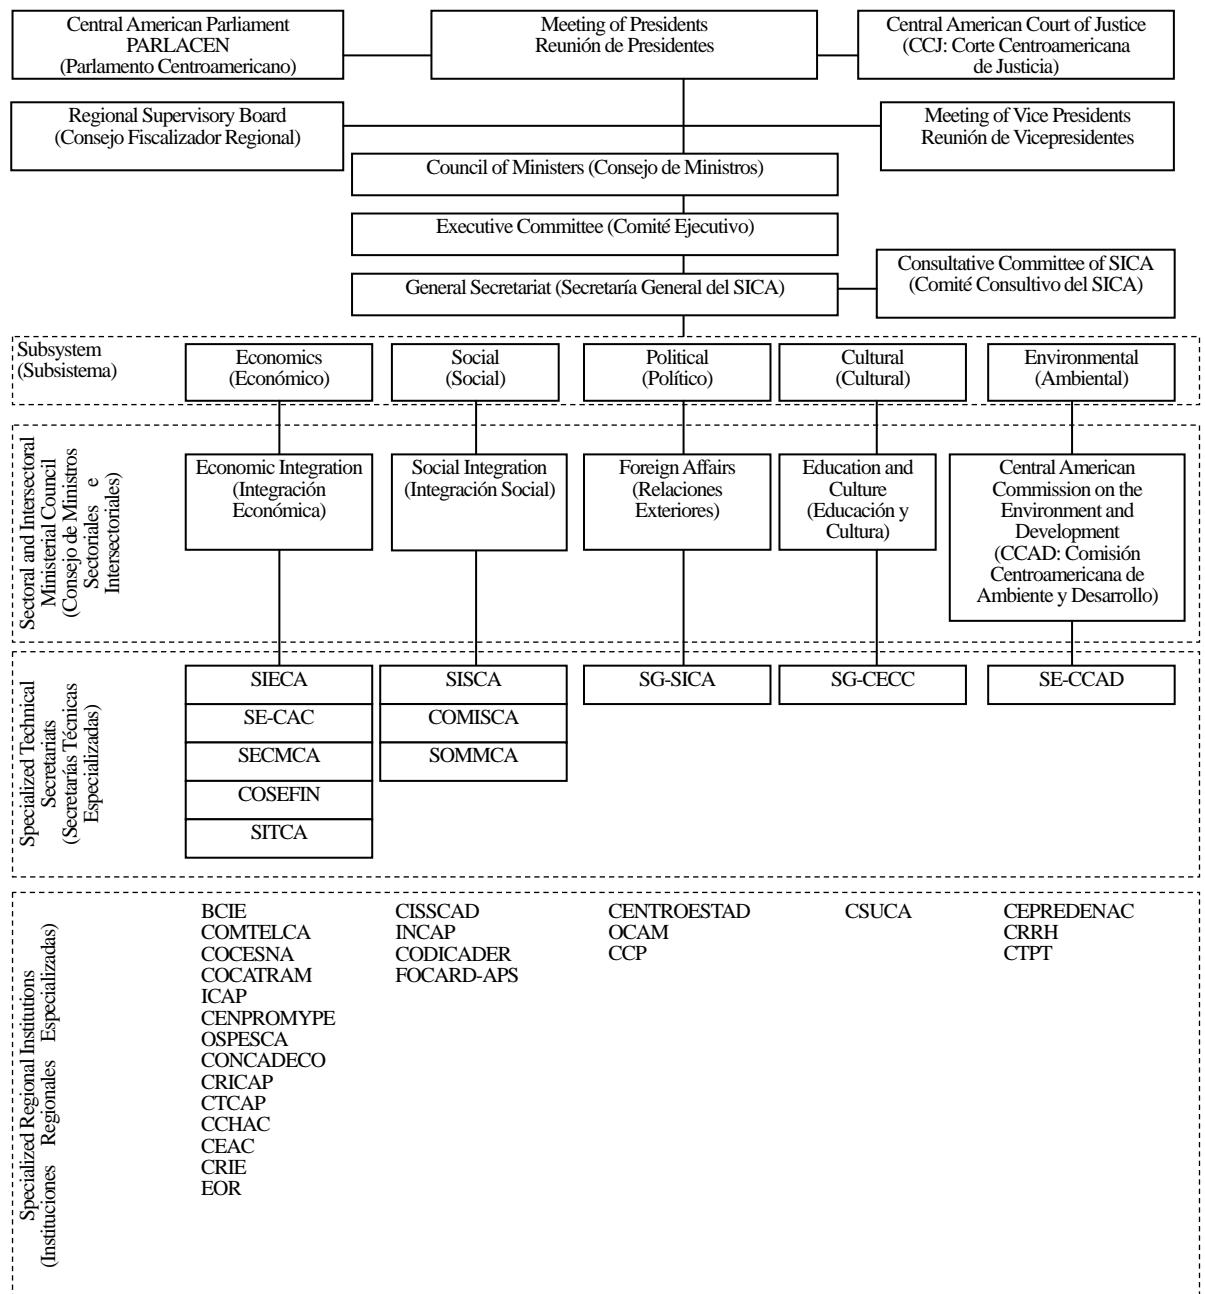 Central American Parliament
PARLACEN
(Parlamento Centroamericano)
Meeting of Presidents
Reunión de Presidentes
Central American Court of Justice
(CCJ: Corte Centroamericana
de Justicia)
Regional Supervisory Board
(Consejo Fiscalizador Regional)
Meeting of Vice Presidents
Reunión de Vicepresidentes
Council of Ministers (Consejo de Ministros)
Executive Committee (Comité Ejecutivo)
General Secretariat (Secretaría General del SICA)
Consultative Committee of SICA
(Comité Consultivo del SICA)
Subsystem
(Subsistema)
Economics
(Económico)
Social
(Social)
Political
(Político)
Cultural
(Cultural)
Environmental
(Ambiental)
Sectoral and Intersectoral
Ministerial Council
(Consejo de Ministros
Sectoriales e
Intersectoriales)
Economic Integration
(Integración
Económica)
Social Integration
(Integración Social)
Foreign Affairs
(Relaciones
Exteriores)
Education and
Culture
(Educación y
Cultura)
Central American
Commission on the
Environment and
Development
(CCAD: Comisión
Centroamericana de
Ambiente y Desarrollo)
Specialized Technical
Secretariats
(Secretarías Técnicas
Especializadas)
SIECA
SE-CAC
SECMCA
COSEFIN
SITCA
SISCA
COMISCA
SOMMCA
SG-SICA
SG-CECC
SE-CCAD
Specialized Regional Institutions
(Instituciones Regionales Especializadas)
BCIE
COMTELCA
COCESNA
COCATRAM
ICAP
CENPROMYPE
OSPESCA
CONCADECO
CRICAP
CTCAP
CCHAC
CEAC
CRIE
EOR
CISSCAD
INCAP
CODICADER
FOCARD-APS
CENTROESTAD
OCAM
CCP
CSUCA
CEPREDENAC
CRRH
CTPT